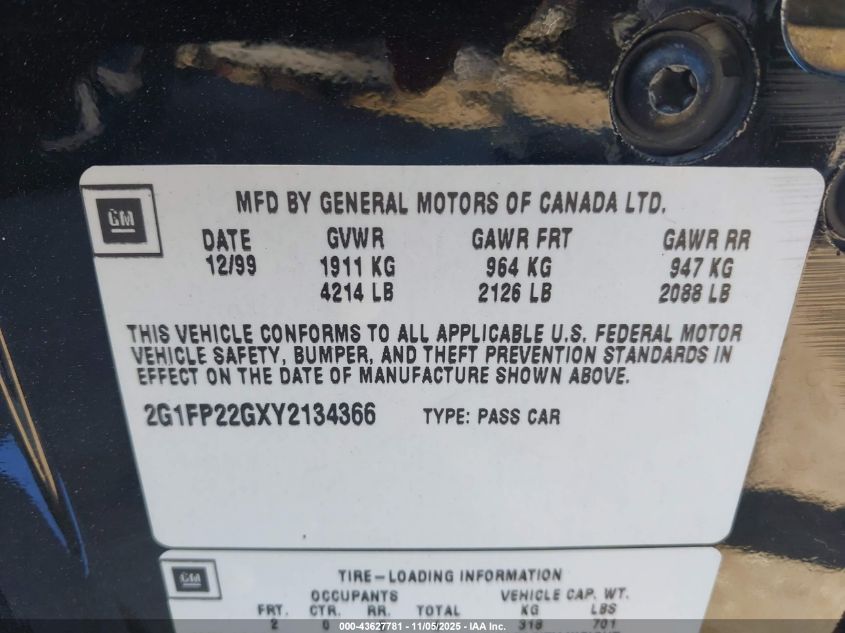 GM
MFD BY GENERAL MOTORS OF CANADA LTD.
DATE GVWR GAWR FRT GAWR RR
12/99 1911 KG 964 KG 947 KG
4214 LB 2126 LB 2088 LB
THIS VEHICLE CONFORMS TO ALL APPLICABLE U.S. FEDERAL MOTOR
VEHICLE SAFETY, BUMPER, AND THEFT PREVENTION STANDARDS IN
EFFECT ON THE DATE OF MANUFACTURE SHOWN ABOVE.
2G1FP22GXY2134366 TYPE: PASS CAR
GM
TIRE-LOADING INFORMATION
OCCUPANTS VEHICLE CAP. WT.
FRT. CTR. RR. TOTAL KG LBS
2 0 318 701
000-43627781 - 11/05/2025 - IAA Inc.